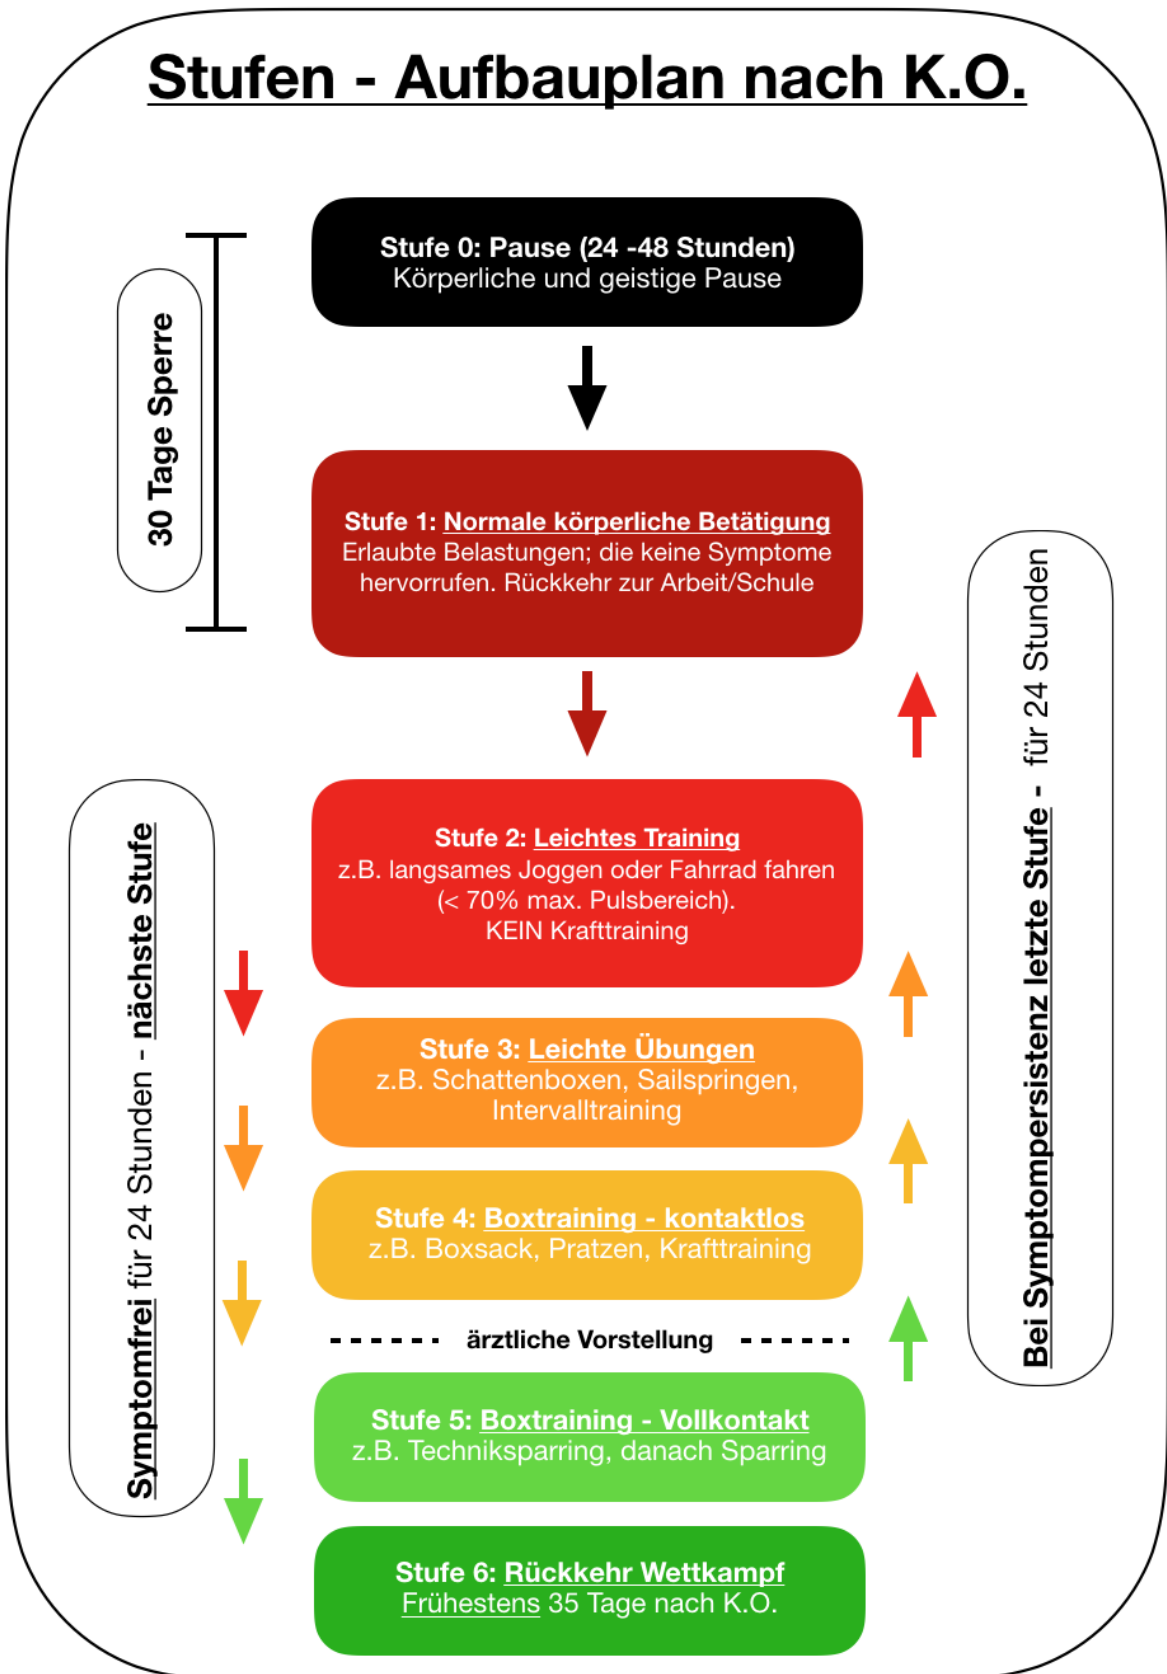 Stufen - Aufbauplan nach K.O.
Stufe 0: Pause (24 -48 Stunden)
Körperliche und geistige Pause
30 Tage Sperre
Stufe 1: Normale körperliche Betätigung
Erlaubte Belastungen; die keine Symptome
hervorrufen. Rückkehr zur Arbeit/Schule
Stufe 2: Leichtes Training
z.B. langsames Joggen oder Fahrrad fahren
(< 70% max. Pulsbereich).
KEIN Krafttraining
Stufe 3: Leichte Übungen
z.B. Schattenboxen, Sailspringen,
Intervalltraining
Stufe 4: Boxtraining - kontaktlos
z.B. Boxsack, Pratzen, Krafttraining
ärztliche Vorstellung
Stufe 5: Boxtraining - Vollkontakt
z.B. Techniksparring, danach Sparring
Stufe 6: Rückkehr Wettkampf
Frühestens 35 Tage nach K.O.
Symptomfrei für 24 Stunden - nächste Stufe
Bei Symptompersistenz letzte Stufe - für 24 Stunden